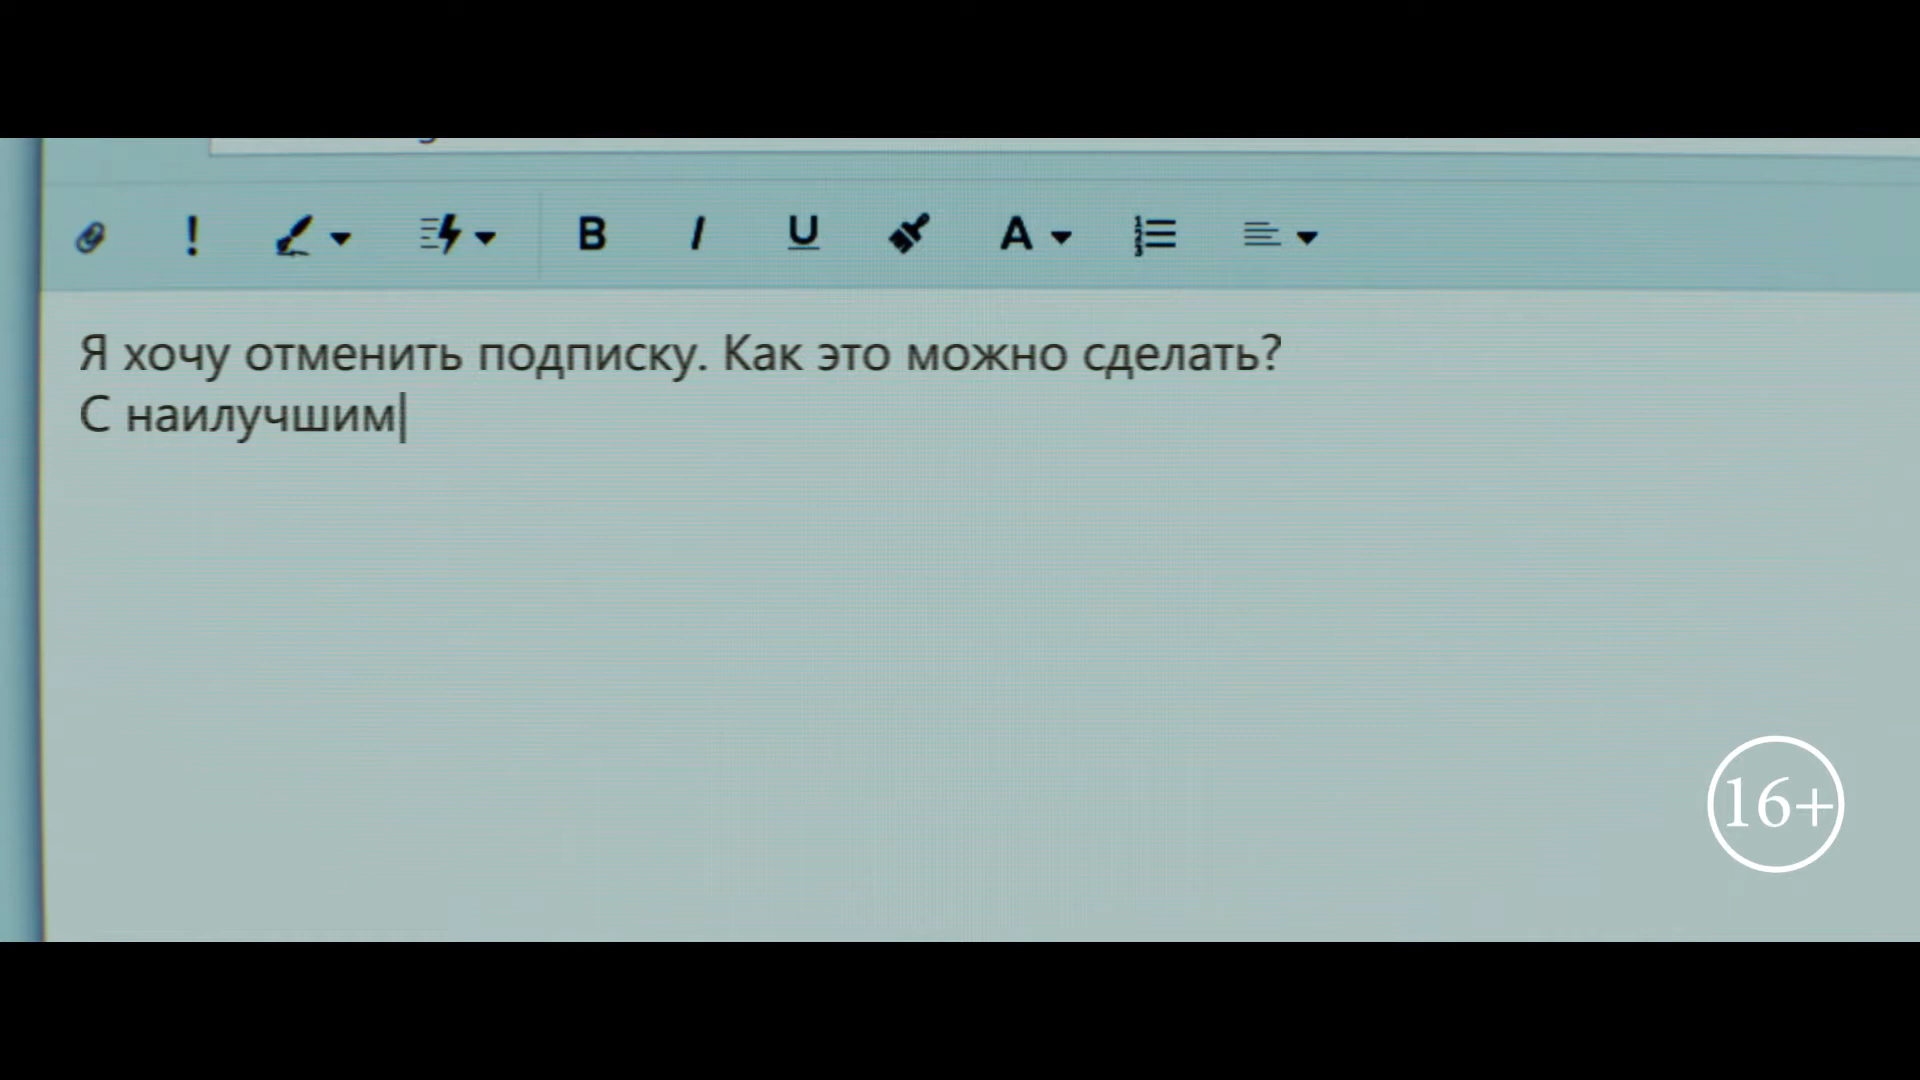 B I U A
Я хочу отменить подписку. Как это можно сделать?
С наилучшим
16+